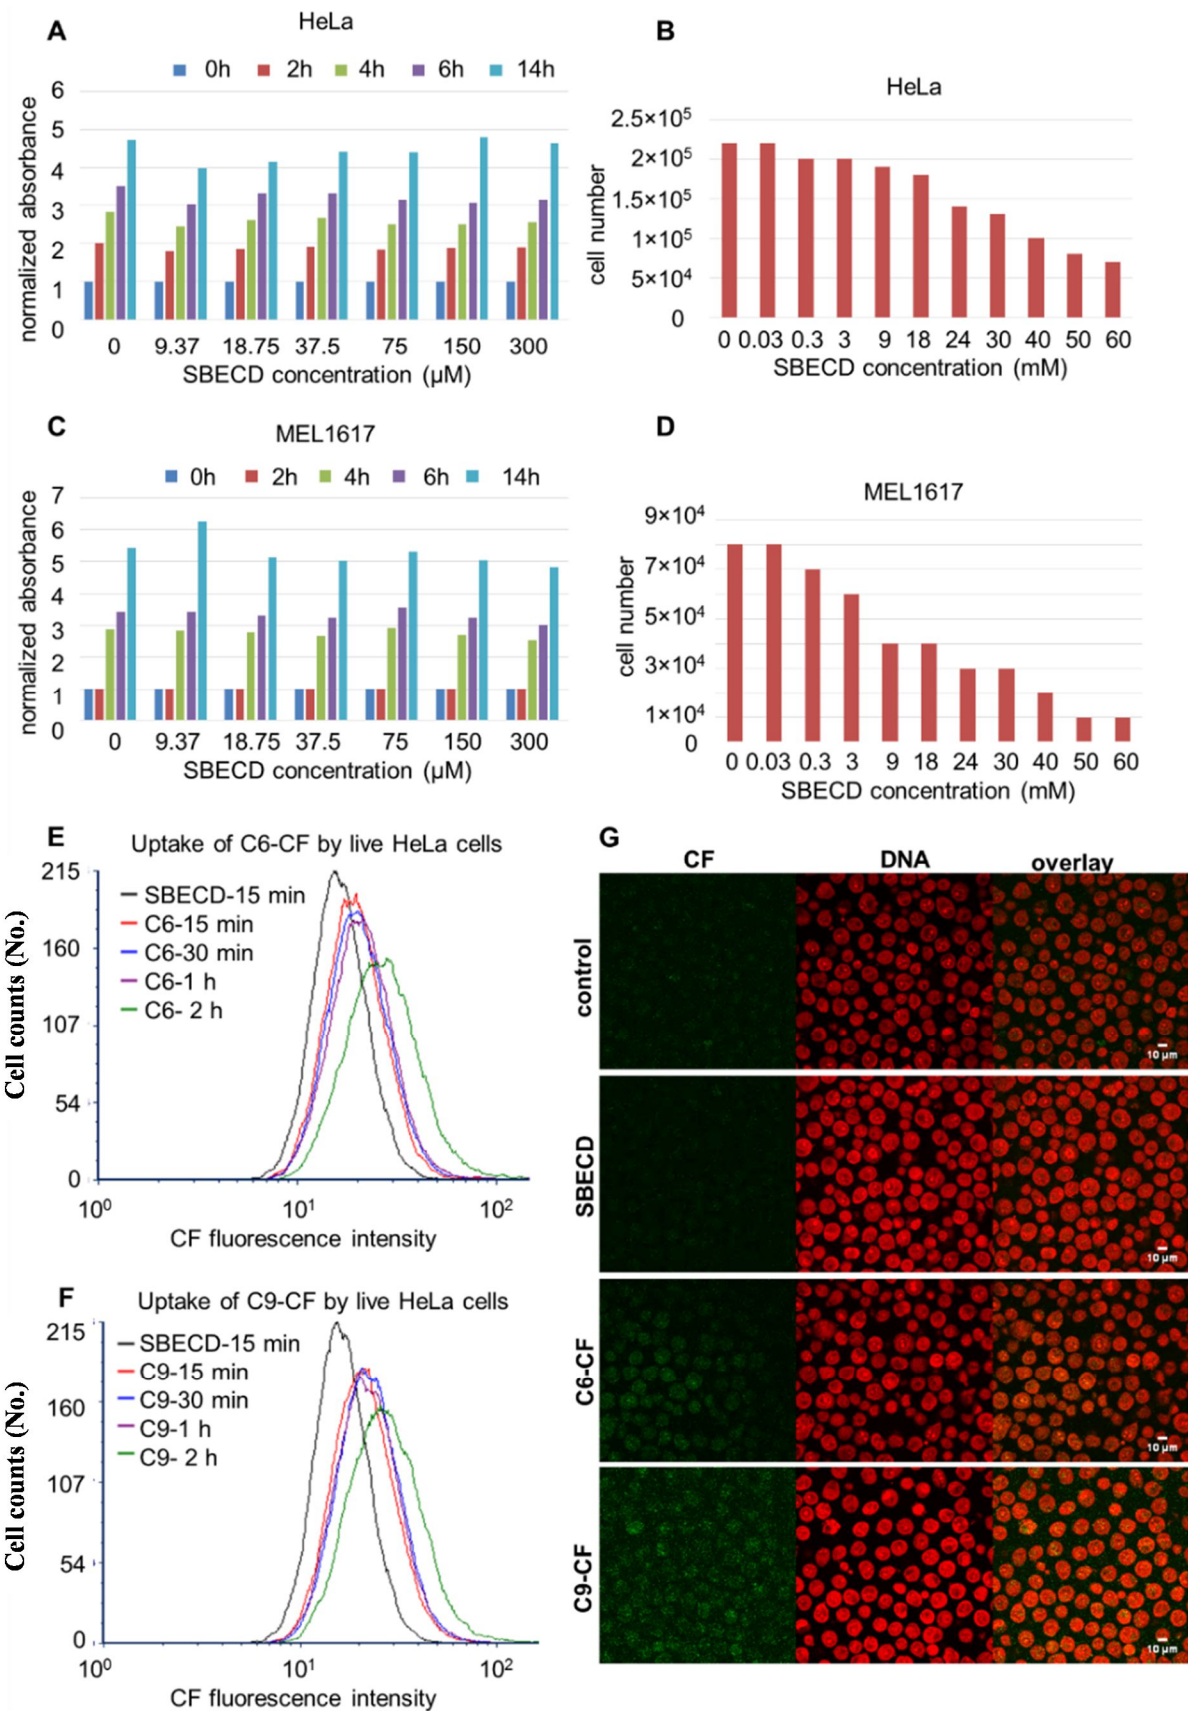 A
HeLa
0h 2h 4h 6h 14h
normalized absorbance
6
5
4
3
2
1
0
0 9.37 18.75 37.5 75 150 300
SBECD concentration (µM)
B
HeLa
cell number
2.5×10⁵
2×10⁵
1.5×10⁵
1×10⁵
5×10⁴
0
0 0.03 0.3 3 9 18 24 30 40 50 60
SBECD concentration (mM)
C
MEL1617
0h 2h 4h 6h 14h
normalized absorbance
7
6
5
4
3
2
1
0
0 9.37 18.75 37.5 75 150 300
SBECD concentration (µM)
D
MEL1617
cell number
9×10⁴
7×10⁴
5×10⁴
3×10⁴
1×10⁴
0
0 0.03 0.3 3 9 18 24 30 40 50 60
SBECD concentration (mM)
E
Uptake of C6-CF by live HeLa cells
Cell counts (No.)
215
160
107
54
0
SBECD-15 min
C6-15 min
C6-30 min
C6-1 h
C6- 2 h
10⁰ 10¹ 10²
CF fluorescence intensity
F
Uptake of C9-CF by live HeLa cells
Cell counts (No.)
215
160
107
54
0
SBECD-15 min
C9-15 min
C9-30 min
C9-1 h
C9- 2 h
10⁰ 10¹ 10²
CF fluorescence intensity
G
CF DNA overlay
control
10 µm
SBECD
10 µm
C6-CF
10 µm
C9-CF
10 µm